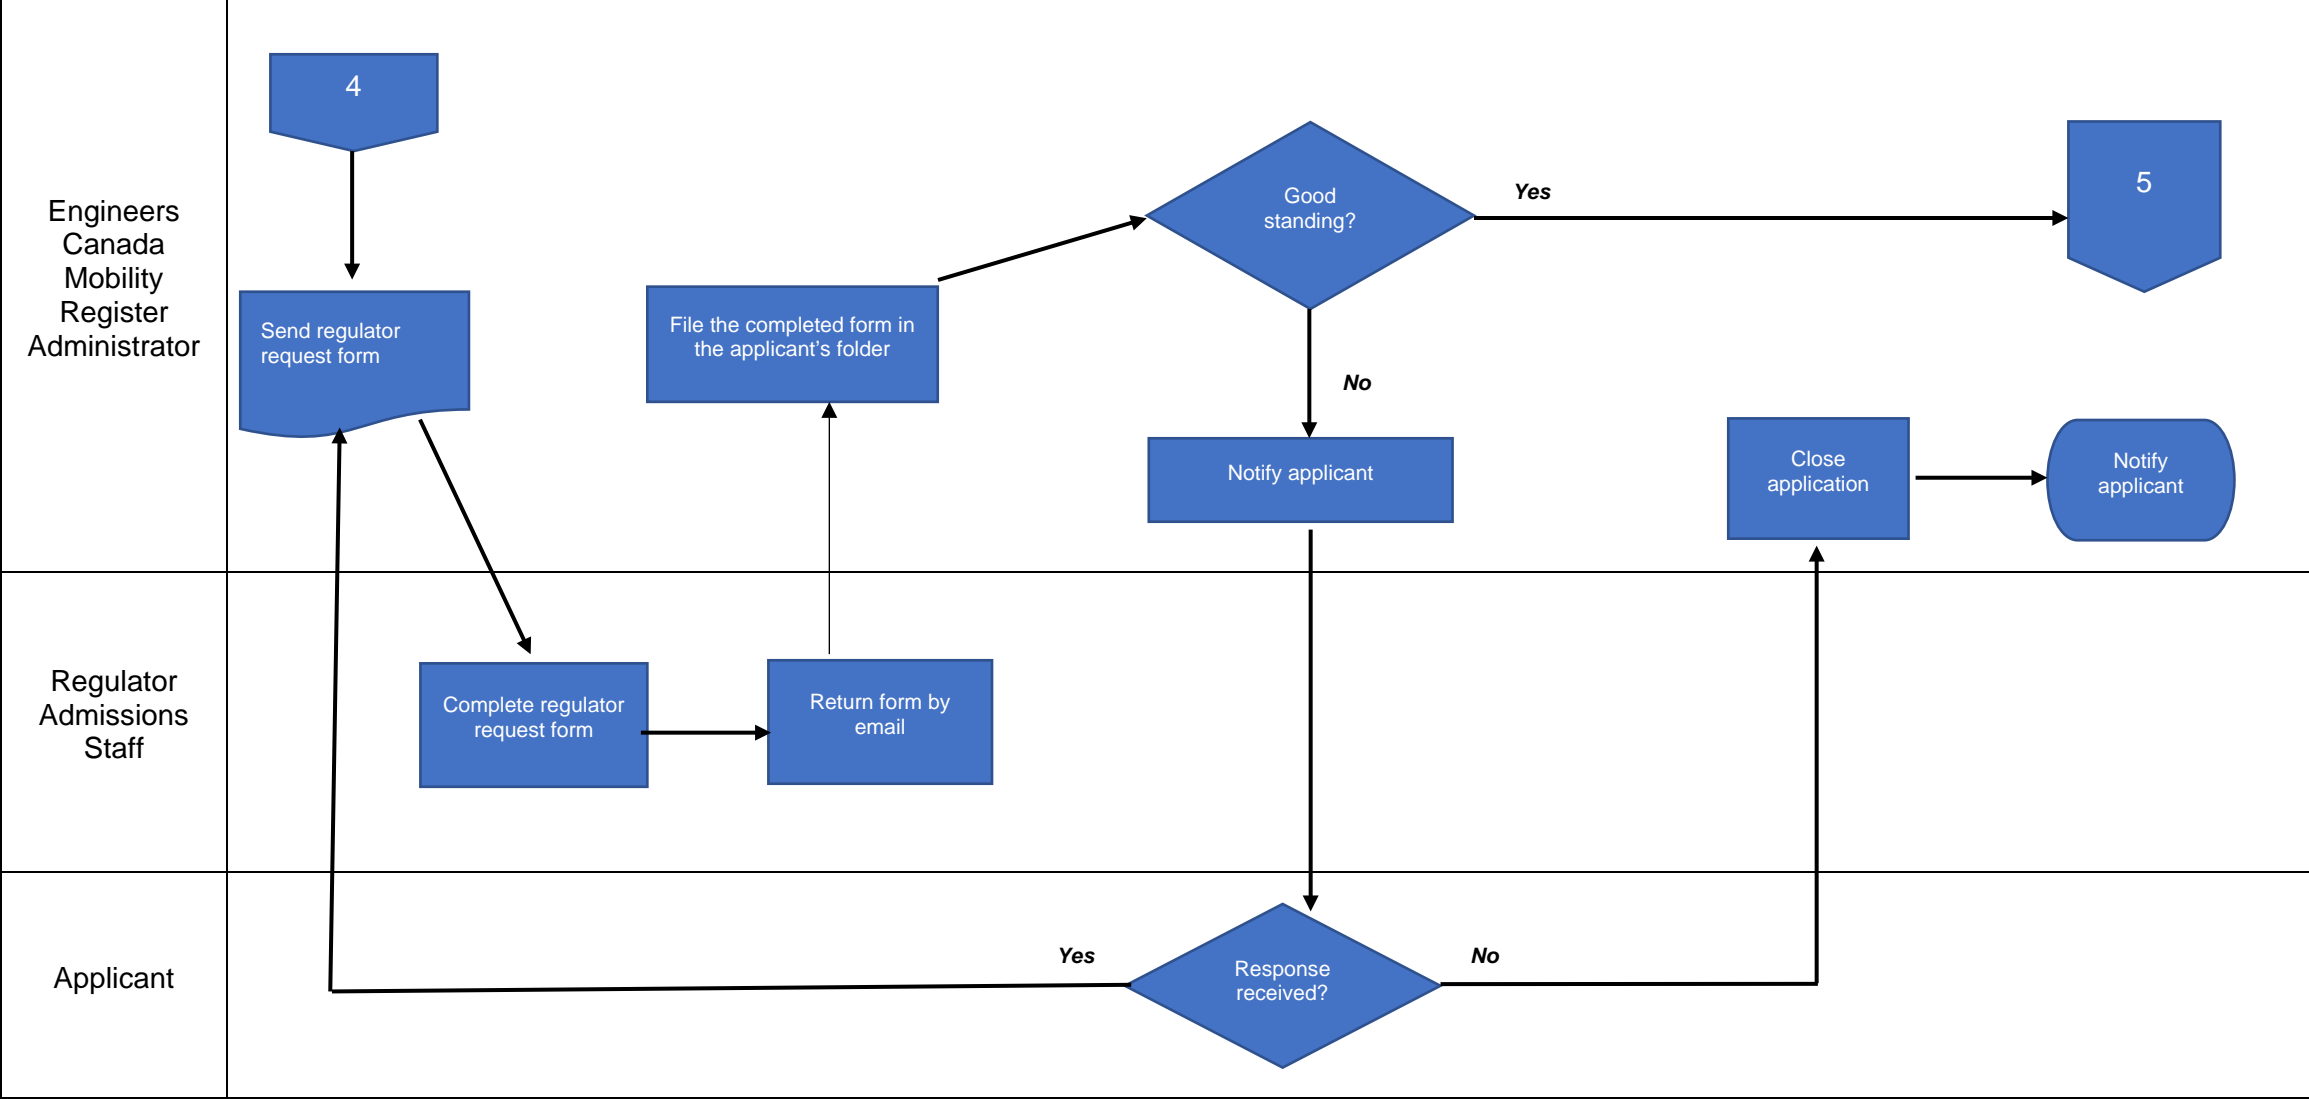 Engineers
Canada
Mobility
Register
Administrator
4
Send regulator
request form
File the completed form in
the applicant’s folder
Good
standing?
Yes
5
No
Notify applicant
Close
application
Notify
applicant
Regulator
Admissions
Staff
Complete regulator
request form
Return form by
email
Applicant
Yes
Response
received?
No